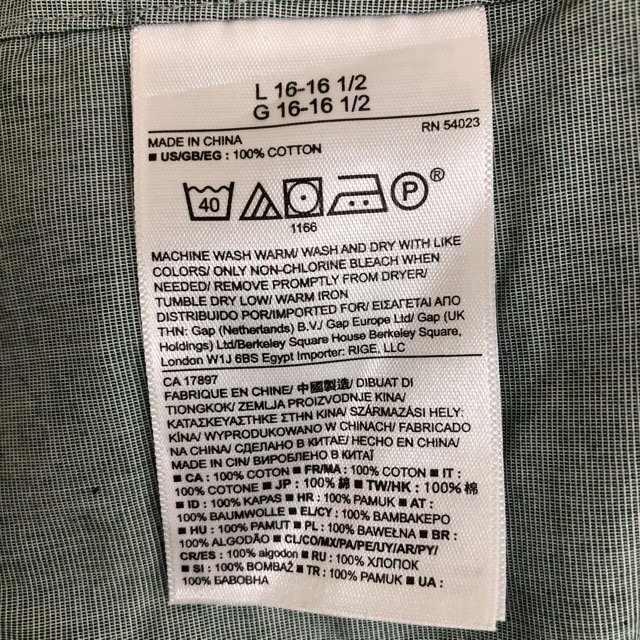 L 16-16 1/2
G 16-16 1/2
RN 54023
MADE IN CHINA
■ US/GB/EG : 100% COTTON
40
P®
1166
MACHINE WASH WARM/ WASH AND DRY WITH LIKE
COLORS/ ONLY NON-CHLORINE BLEACH WHEN
NEEDED/ REMOVE PROMPTLY FROM DRYER/
TUMBLE DRY LOW/ WARM IRON
DISTRIBUIDO POR/IMPORTED FOR/ ΕΙΣΑΓΕΤΑΙ ΑΠΟ
ΤΗΝ: Gap (Netherlands) B.V./ Gap Europe Ltd/ Gap (UK
Holdings) Ltd/Berkeley Square House Berkeley Square,
London W1J 6BS Egypt Importer: RIGE, LLC
CA 17897
FABRIQUE EN CHINE/ 中國製造/ DIBUAT DI
TIONGKOK/ ZEMLJA PROIZVODNJE KINA/
ΚΑΤΑΣΚΕΥΑΣΤΗΚΕ ΣΤΗΝ ΚΙΝΑ/ SZÁRMAZÁSI HELY:
KÍNA/ WYPRODUKOWANO W CHINACH/ FABRICADO
NA CHINA/ СДЕЛАНО В КИТАЕ/ HECHO EN CHINA/
MADE IN CIN/ ВИРОБЛЕНО В КИТАЇ
■ CA : 100% COTTON ■ FR/MA : 100% COTON ■ IT :
100% COTONE ■ JP : 100% 綿 ■ TW/HK : 100% 棉
■ ID : 100% KAPAS ■ HR : 100% PAMUK ■ AT :
100% BAUMWOLLE ■ EL/CY : 100% ΒΑΜΒΑΚΕΡΟ
■ HU : 100% PAMUT ■ PL : 100% BAWEŁNA ■ BR :
100% ALGODÃO ■ CL/CO/MX/PA/PE/UY/AR/PY/
CR/ES : 100% algodon ■ RU : 100% ХЛОПОК
■ SI : 100% BOMBAŽ ■ TR : 100% PAMUK ■ UA :
100% БАВОВНА